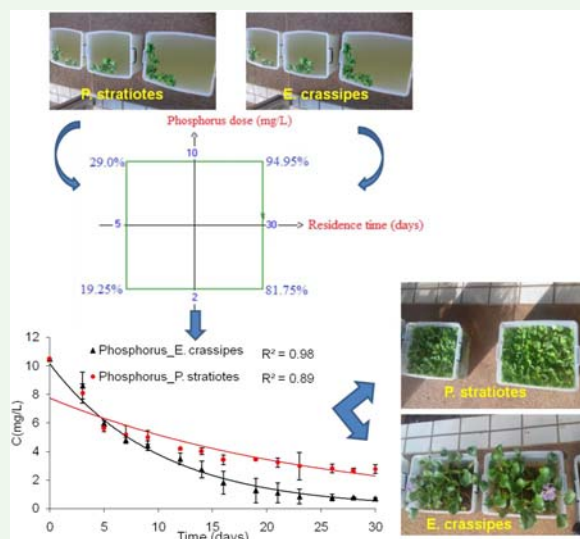 P. stratiotes
E. crassipes
Phosphorus dose (mg/L)
29.0% 10 94.95%
5 30 Residence time (days)
19.25% 2 81.75%
12
10
8
6
4
2
0
C(mg/L)
Phosphorus_E. crassipes R² = 0.98
Phosphorus_P. stratiotes R² = 0.89
0 5 10 15 20 25 30
Time (days)
P. stratiotes
E. crassipes